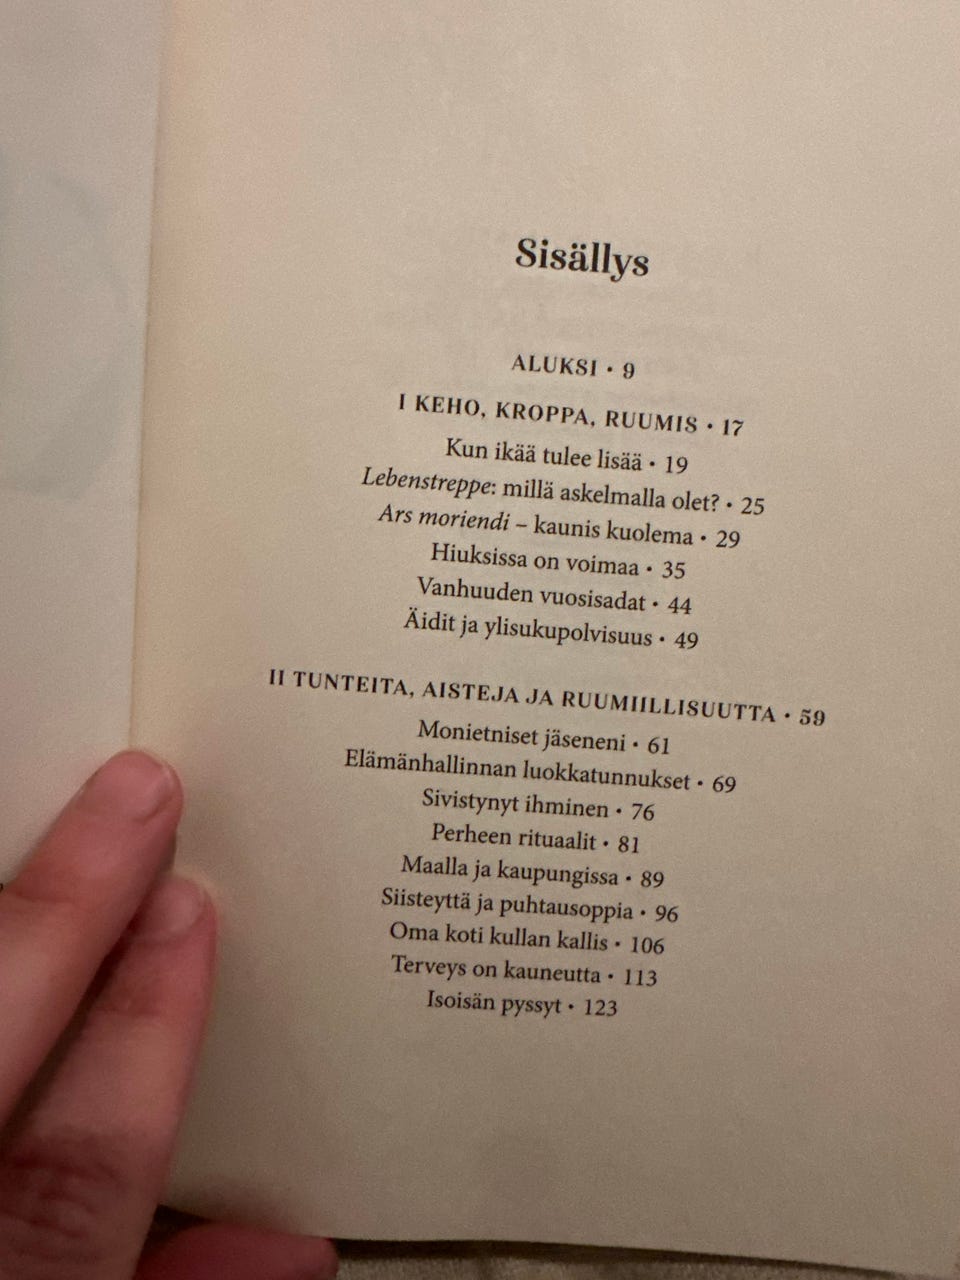 Sisällys
ALUKSI • 9
I KEHO, KROPPA, RUUMIS • 17
Kun ikää tulee lisää • 19
Lebenstreppe: millä askelmalla olet? • 25
Ars moriendi – kaunis kuolema • 29
Hiuksissa on voimaa • 35
Vanhuuden vuosisadat • 44
Äidit ja ylisukupolvisuus • 49
II TUNTEITA, AISTEJA JA RUUMIILLISUUTTA • 59
Monietniset jäseneni • 61
Elämänhallinnan luokkatunnukset • 69
Sivistynyt ihminen • 76
Perheen rituaalit • 81
Maalla ja kaupungissa • 89
Siisteyttä ja puhtausoppia • 96
Oma koti kullan kallis • 106
Terveys on kauneutta • 113
Isoisän pyssyt • 123